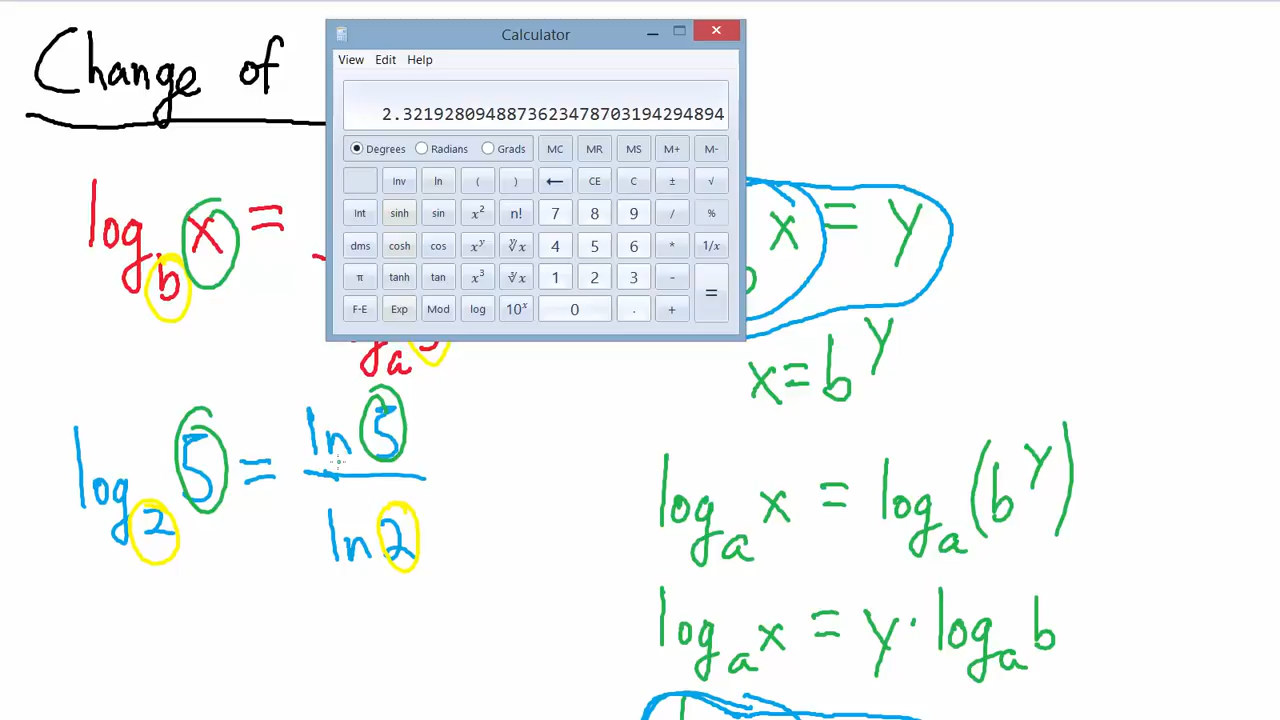 Change of
Calculator
View Edit Help
2.3219280948873623478703194294894
Degrees Radians Grads MC MR MS M+ M-
Inv ln ( ) ← CE C ± √
Int sinh sin x² n! 7 8 9 / %
dms cosh cos xʸ ʸ√x 4 5 6 * 1/x
π tanh tan x³ ³√x 1 2 3 - =
F-E Exp Mod log 10ˣ 0 . +
log_b x =
x = y
x = b^y
log_2 5 = ln 5 / ln 2
log_a x = log_a (b^y)
log_a x = y · log_a b